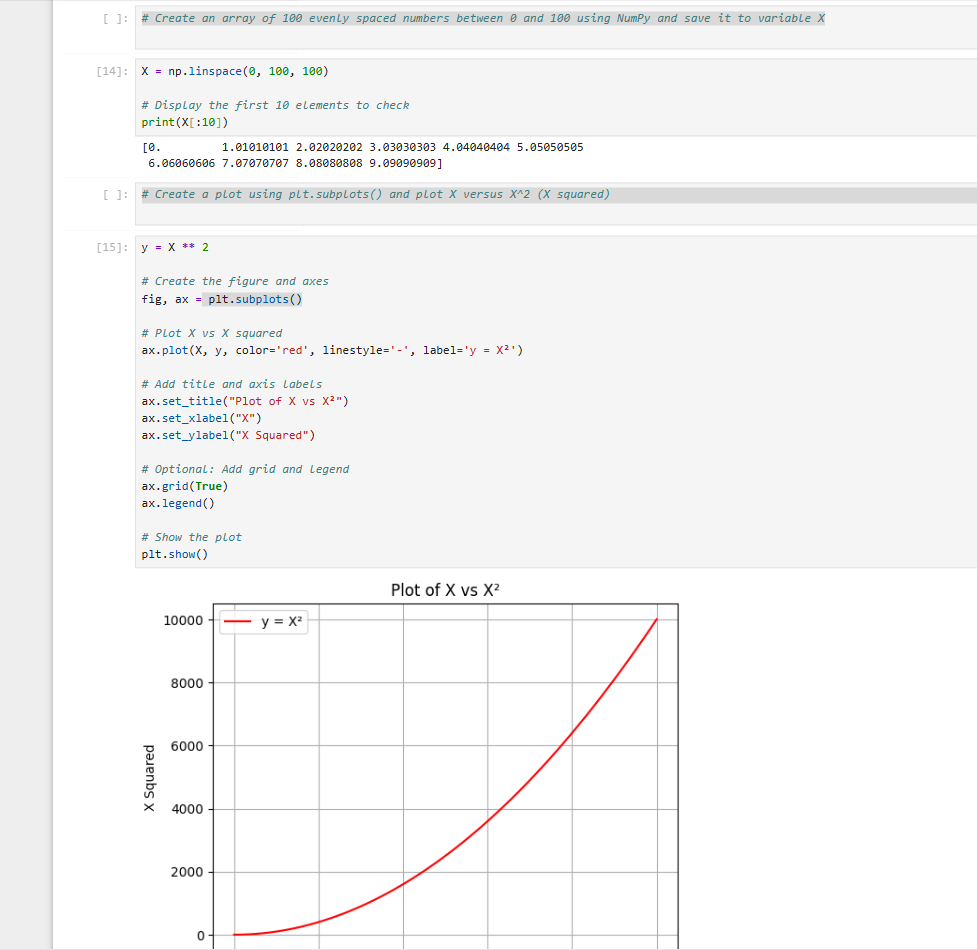 [ ]: # Create an array of 100 evenly spaced numbers between 0 and 100 using NumPy and save it to variable X
[14]: X = np.linspace(0, 100, 100)
# Display the first 10 elements to check
print(X[:10])
[0.         1.01010101 2.02020202 3.03030303 4.04040404 5.05050505
 6.06060606 7.07070707 8.08080808 9.09090909]
[ ]: # Create a plot using plt.subplots() and plot X versus X^2 (X squared)
[15]: y = X ** 2
# Create the figure and axes
fig, ax = plt.subplots()
# Plot X vs X squared
ax.plot(X, y, color='red', linestyle='-', label='y = X²')
# Add title and axis labels
ax.set_title("Plot of X vs X²")
ax.set_xlabel("X")
ax.set_ylabel("X Squared")
# Optional: Add grid and legend
ax.grid(True)
ax.legend()
# Show the plot
plt.show()
Plot of X vs X²
y = X²
10000
8000
6000
4000
2000
0
X Squared